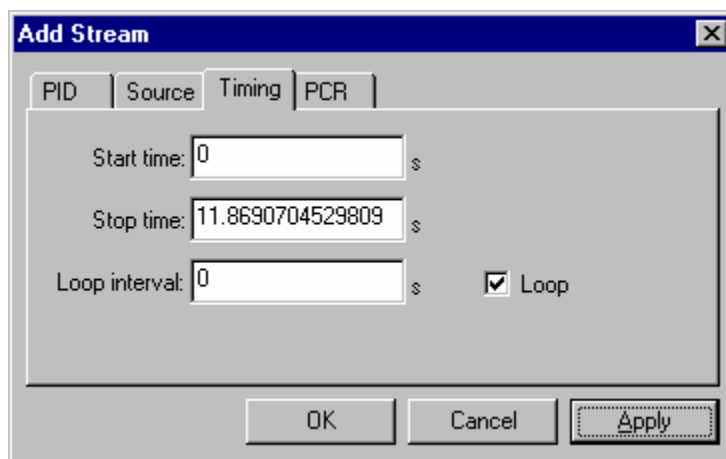 Add Stream
PID Source Timing PCR
Start time: 0 s
Stop time: 11.8690704529809 s
Loop interval: 0 s Loop
OK Cancel Apply